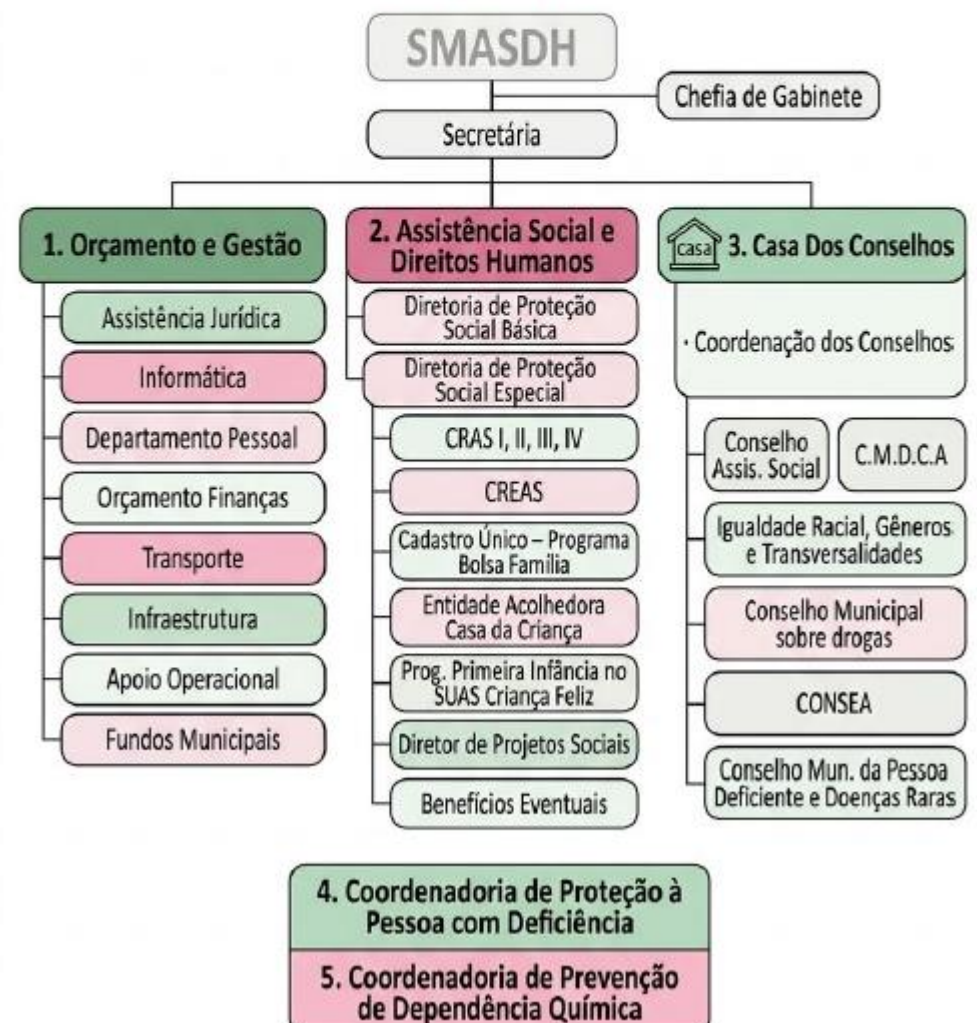 SMASDH
Chefia de Gabinete
Secretária
1. Orçamento e Gestão
Assistência Jurídica
Informática
Departamento Pessoal
Orçamento Finanças
Transporte
Infraestrutura
Apoio Operacional
Fundos Municipais
2. Assistência Social e
Direitos Humanos
Diretoria de Proteção
Social Básica
Diretoria de Proteção
Social Especial
CRAS I, II, III, IV
CREAS
Cadastro Único – Programa
Bolsa Família
Entidade Acolhedora
Casa da Criança
Prog. Primeira Infância no
SUAS Criança Feliz
Diretor de Projetos Sociais
Benefícios Eventuais
casa
3. Casa Dos Conselhos
· Coordenação dos Conselhos
Conselho
Assis. Social
C.M.D.C.A
Igualdade Racial, Gêneros
e Transversalidades
Conselho Municipal
sobre drogas
CONSEA
Conselho Mun. da Pessoa
Deficiente e Doenças Raras
4. Coordenadoria de Proteção à
Pessoa com Deficiência
5. Coordenadoria de Prevenção
de Dependência Química